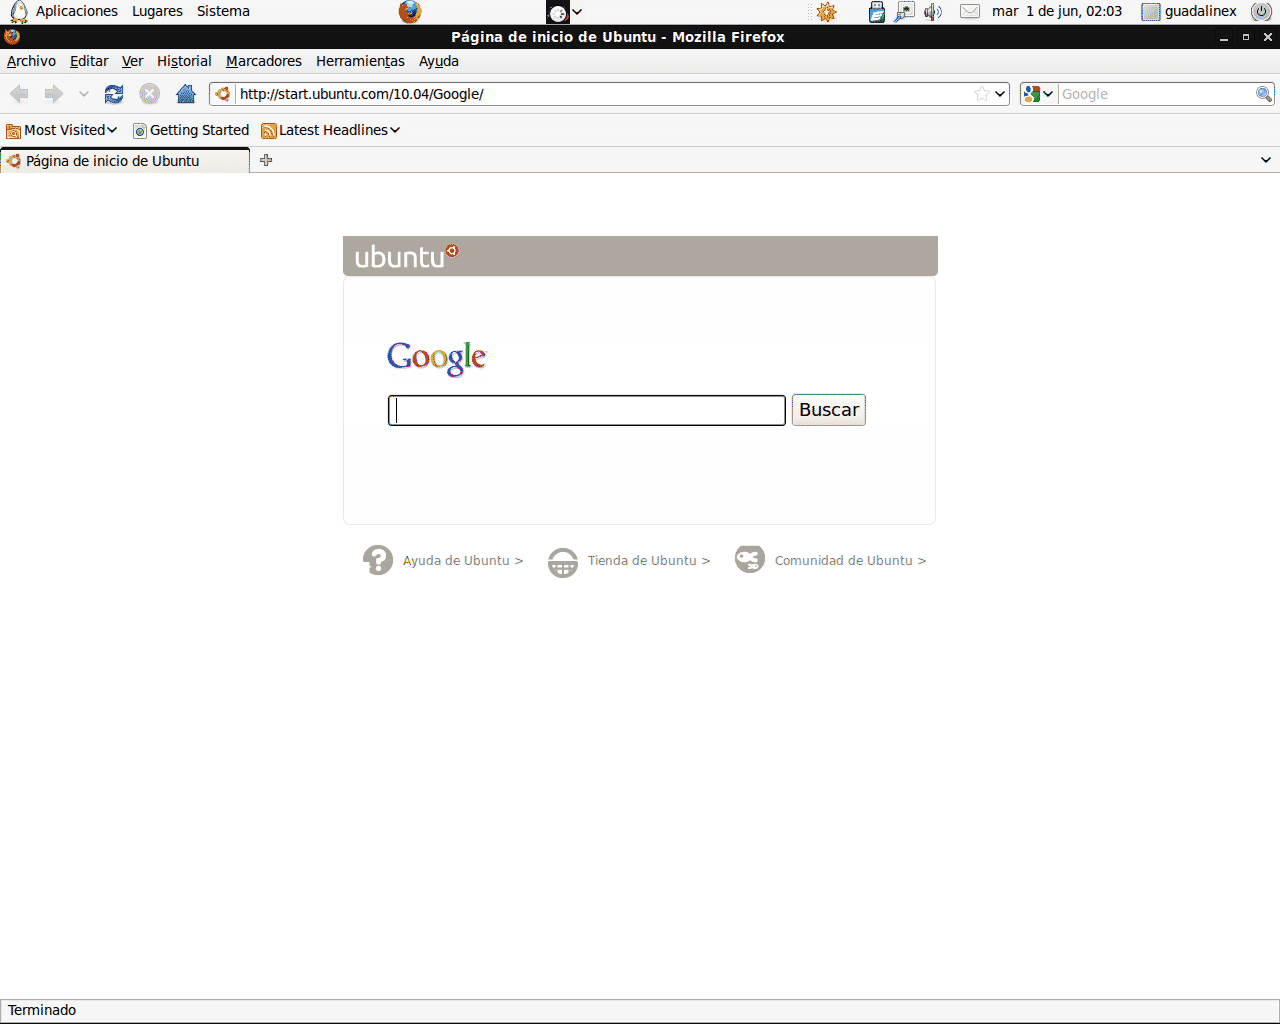 Aplicaciones Lugares Sistema mar 1 de jun, 02:03 guadalinex
Página de inicio de Ubuntu - Mozilla Firefox
Archivo Editar Ver Historial Marcadores Herramientas Ayuda
http://start.ubuntu.com/10.04/Google/ Google
Most Visited Getting Started Latest Headlines
Página de inicio de Ubuntu
ubuntu
Google
Buscar
Ayuda de Ubuntu > Tienda de Ubuntu > Comunidad de Ubuntu >
Terminado